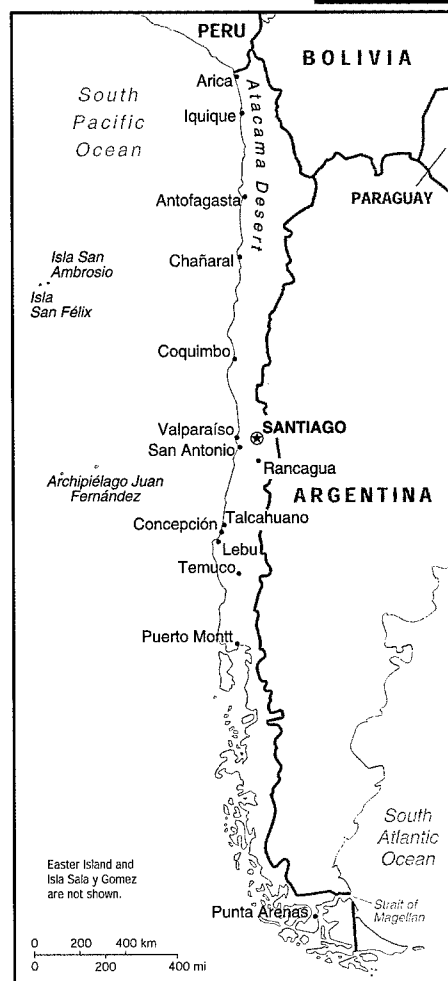 PERU
BOLIVIA
Arica
South
Pacific
Ocean
Iquique
Atacama Desert
PARAGUAY
Antofagasta
Isla San
Ambrosio
Chañaral
Isla
San Félix
Coquimbo
Valparaíso
SANTIAGO
San Antonio
Rancagua
Archipiélago Juan
Fernández
ARGENTINA
Concepción
Talcahuano
Lebu
Temuco
Puerto Montt
South
Atlantic
Ocean
Easter Island and
Isla Sala y Gomez
are not shown.
Strait of
Magellan
Punta Arenas
0 200 400 km
0 200 400 mi